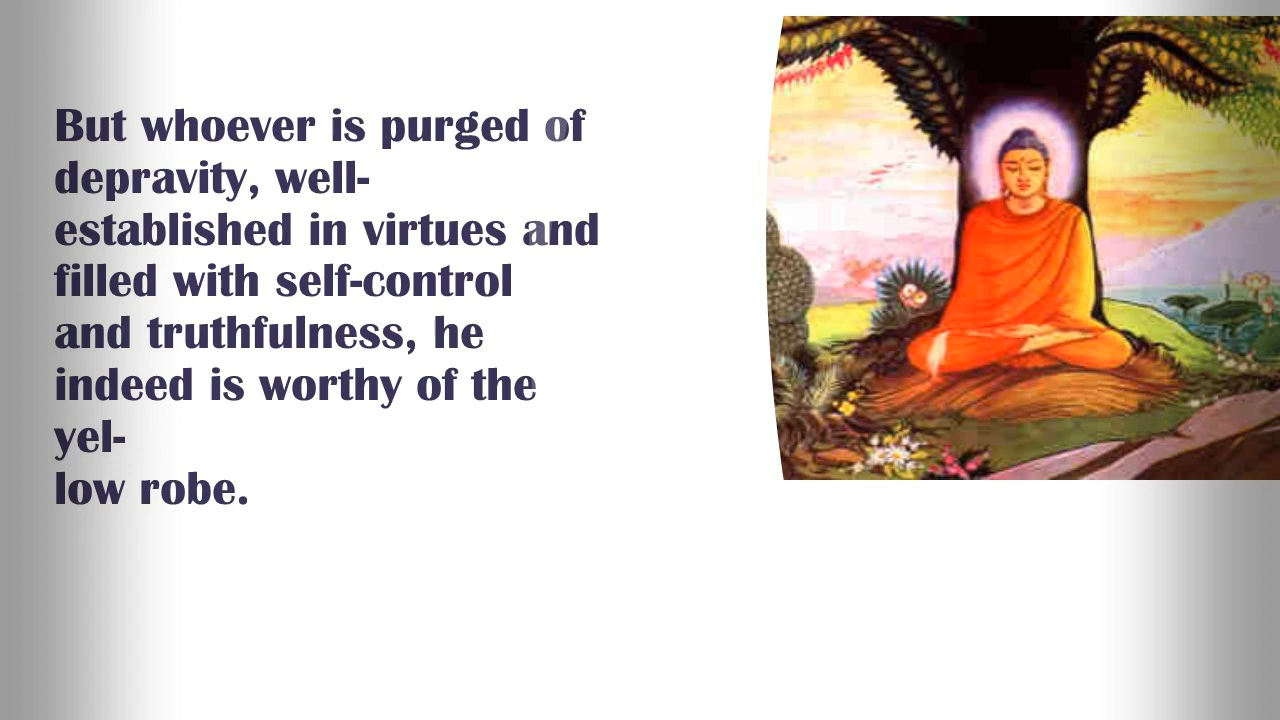 But whoever is purged of
depravity, well-
established in virtues and
filled with self-control
and truthfulness, he
indeed is worthy of the
yel-
low robe.